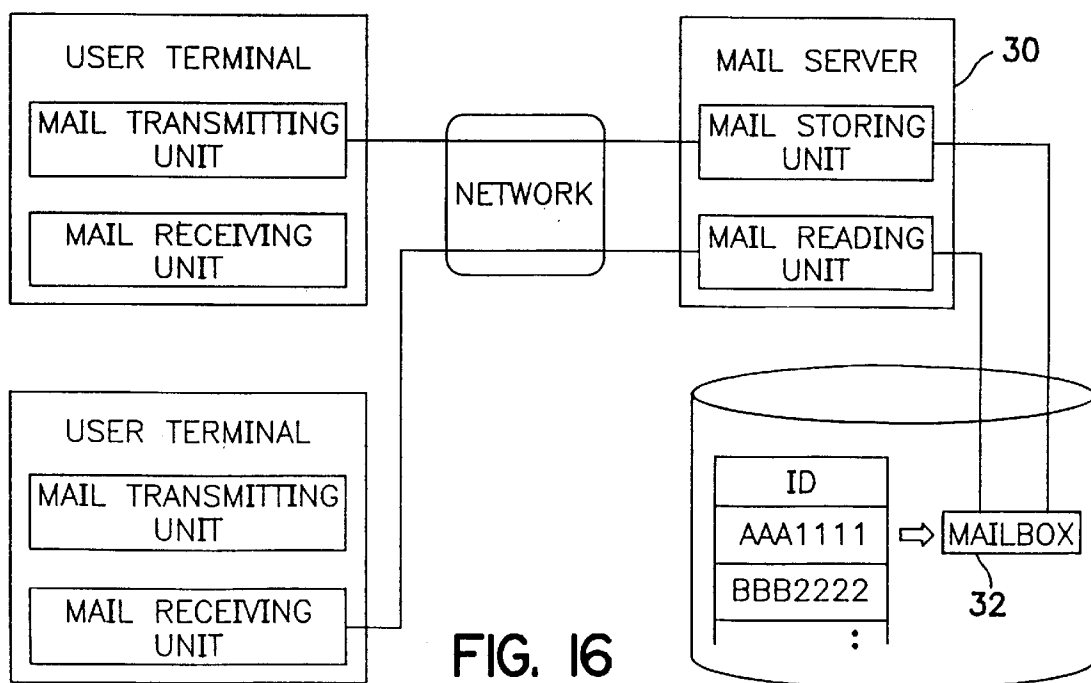 USER TERMINAL
MAIL TRANSMITTING
UNIT
MAIL RECEIVING
UNIT
NETWORK
MAIL SERVER
30
MAIL STORING
UNIT
MAIL READING
UNIT
USER TERMINAL
MAIL TRANSMITTING
UNIT
MAIL RECEIVING
UNIT
ID
AAA1111
BBB2222
:
MAILBOX
32
FIG. 16